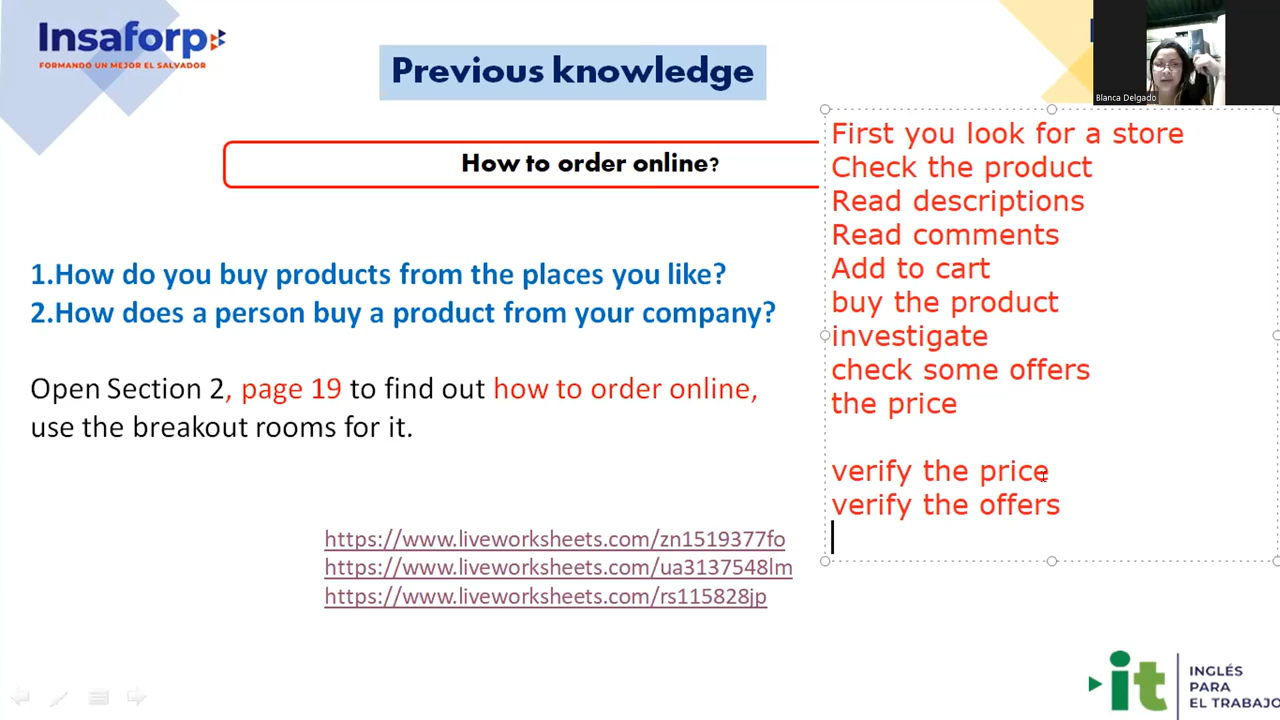 Insaforp
FORMANDO UN MEJOR EL SALVADOR
Previous knowledge
Blanca Delgado
How to order online?
1.How do you buy products from the places you like?
2.How does a person buy a product from your company?
Open Section 2, page 19 to find out how to order online,
use the breakout rooms for it.
https://www.liveworksheets.com/zn1519377fo
https://www.liveworksheets.com/ua3137548lm
https://www.liveworksheets.com/rs115828jp
First you look for a store
Check the product
Read descriptions
Read comments
Add to cart
buy the product
investigate
check some offers
the price
verify the price
verify the offers
it
INGLÉS
PARA
EL TRABAJO